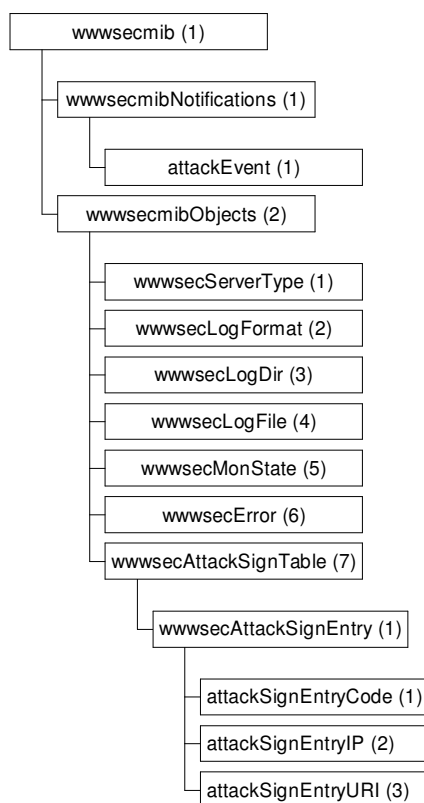 wwwsecmib (1)
wwwsecmibNotifications (1)
attackEvent (1)
wwwsecmibObjects (2)
wwwsecServerType (1)
wwwsecLogFormat (2)
wwwsecLogDir (3)
wwwsecLogFile (4)
wwwsecMonState (5)
wwwsecError (6)
wwwsecAttackSignTable (7)
wwwsecAttackSignEntry (1)
attackSignEntryCode (1)
attackSignEntryIP (2)
attackSignEntryURI (3)